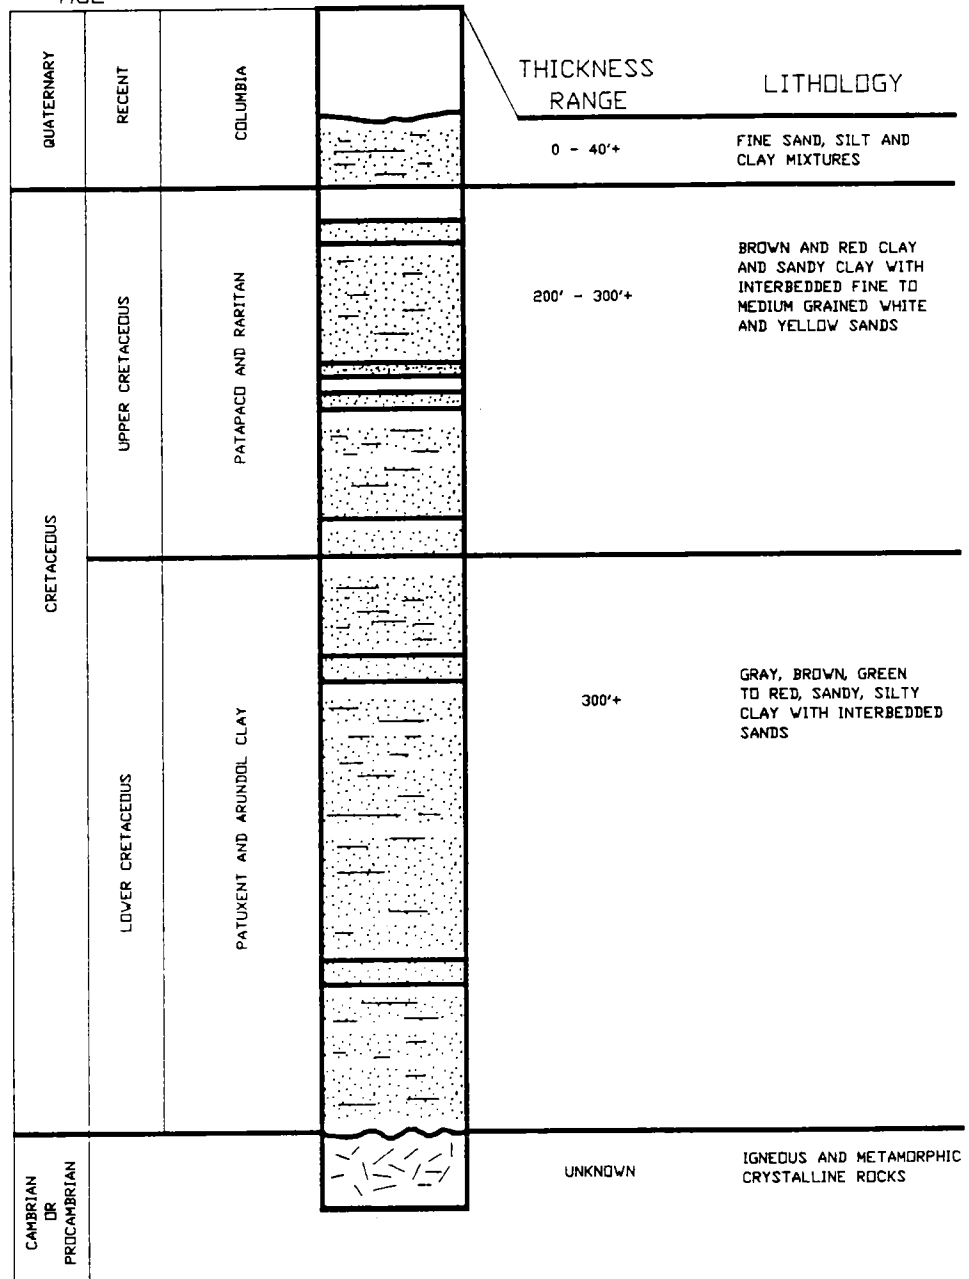 THICKNESS
RANGE
LITHOLOGY
QUATERNARY
RECENT
COLUMBIA
0 - 40'+
FINE SAND, SILT AND
CLAY MIXTURES
CRETACEOUS
UPPER CRETACEOUS
PATAPACO AND RARITAN
200' - 300'+
BROWN AND RED CLAY
AND SANDY CLAY WITH
INTERBEDDED FINE TO
MEDIUM GRAINED WHITE
AND YELLOW SANDS
LOWER CRETACEOUS
PATUXENT AND ARUNDOL CLAY
300'+
GRAY, BROWN, GREEN
TO RED, SANDY, SILTY
CLAY WITH INTERBEDDED
SANDS
CAMBRIAN
OR
PROCAMBRIAN
UNKNOWN
IGNEOUS AND METAMORPHIC
CRYSTALLINE ROCKS